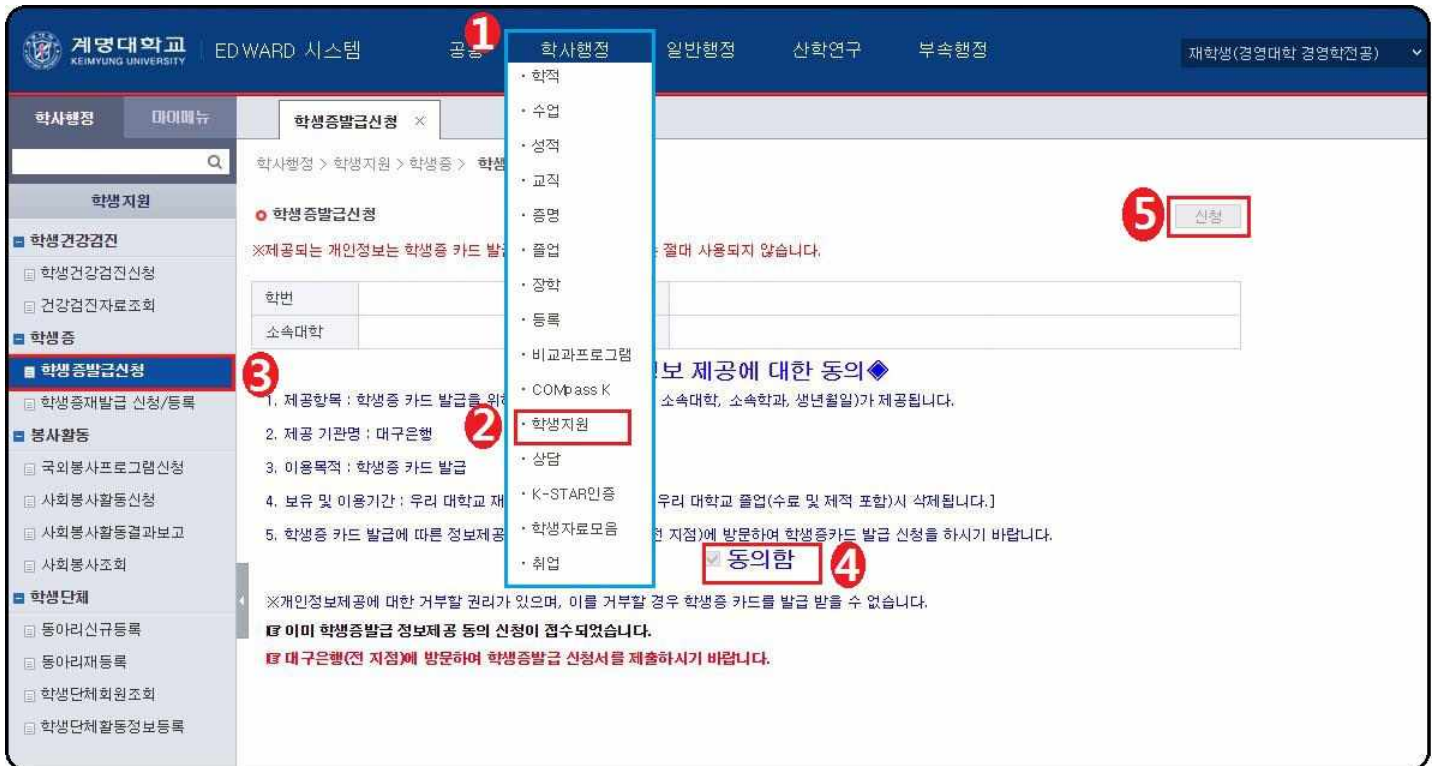 계명대학교
KEIMYUNG UNIVERSITY
EDWARD 시스템
1
학사행정
일반행정
산학연구
부속행정
재학생(경영대학 경영학전공)
학사행정
마이메뉴
학생지원
학생건강검진
학생건강검진신청
건강검진자료조회
학생증
학생증발급신청
3
학생증재발급 신청/등록
봉사활동
국외봉사프로그램신청
사회봉사활동신청
사회봉사활동결과보고
사회봉사조회
학생단체
동아리신규등록
동아리재등록
학생단체회원조회
학생단체활동정보등록
· 학적
· 수업
· 성적
· 교직
· 증명
· 졸업
· 장학
· 등록
· 비교과프로그램
· COMpass K
2
· 학생지원
· 상담
· K-STAR인증
· 학생자료모음
· 취업
학생증발급신청 ×
학사행정 > 학생지원 > 학생증 >
학생증발급신청
5
신청
※제공되는 개인정보는 학생증 카드 절대 사용되지 않습니다.
학번
소속대학
제공에 대한 동의◆
1. 제공항목 : 학생증 카드 발급을 소속대학, 소속학과, 생년월일)가 제공됩니다.
2. 제공 기관명 : 대구은행
3. 이용목적 : 학생증 카드 발급
4. 보유 및 이용기간 : 우리 대학교 우리 대학교 졸업(수료 및 제적 포함)시 삭제됩니다.]
5. 학생증 카드 발급에 따른 지점)에 방문하여 학생증카드 발급 신청을 하시기 바랍니다.
동의함
4
※개인정보제공에 대한 거부할 권리가 있으며, 이를 거부할 경우 학생증 카드를 발급 받을 수 없습니다.
☞ 이미 학생증발급 정보제공 동의 신청이 접수되었습니다.
☞ 대구은행(전 지점)에 방문하여 학생증발급 신청서를 제출하시기 바랍니다.